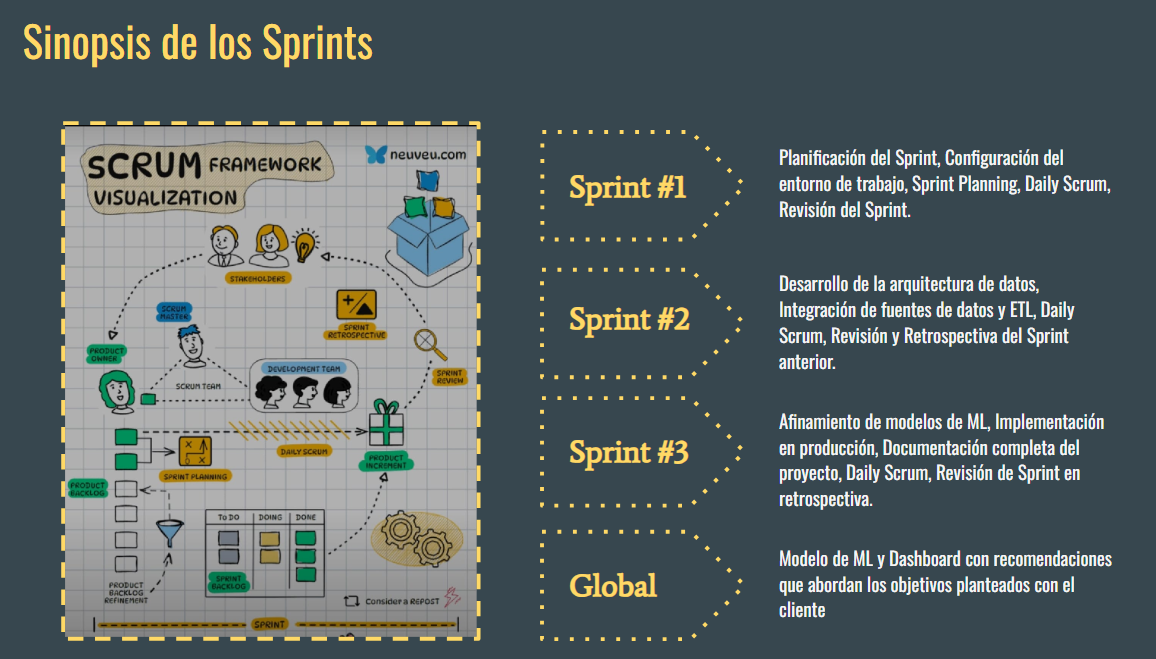 Sinopsis de los Sprints
SCRUM FRAMEWORK
VISUALIZATION
neuveu.com
STAKEHOLDERS
SCRUM
MASTER
SPRINT
RETROSPECTIVE
PRODUCT
OWNER
SCRUM TEAM
DEVELOPMENT TEAM
SPRINT
REVIEW
DAILY SCRUM
PRODUCT
INCREMENT
SPRINT PLANNING
PRODUCT
BACKLOG
TO DO
DOING
DONE
SPRINT
BACKLOG
PRODUCT
BACKLOG
REFINEMENT
Consider a REPOST
SPRINT
Sprint #1
Planificación del Sprint, Configuración del
entorno de trabajo, Sprint Planning, Daily Scrum,
Revisión del Sprint.
Sprint #2
Desarrollo de la arquitectura de datos,
Integración de fuentes de datos y ETL, Daily
Scrum, Revisión y Retrospectiva del Sprint
anterior.
Sprint #3
Afinamiento de modelos de ML, Implementación
en producción, Documentación completa del
proyecto, Daily Scrum, Revisión de Sprint en
retrospectiva.
Global
Modelo de ML y Dashboard con recomendaciones
que abordan los objetivos planteados con el
cliente